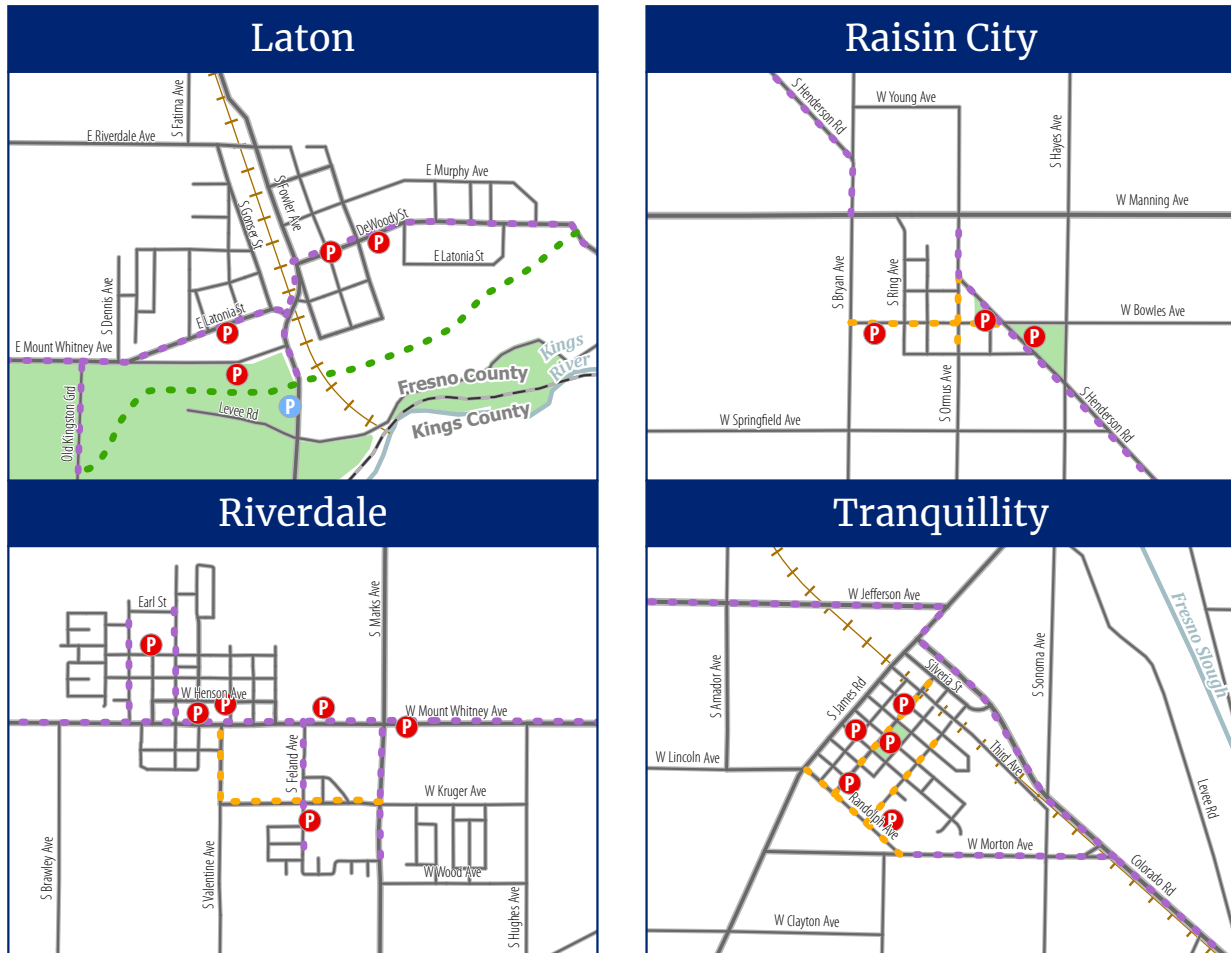 Laton
S Fatima Ave
E Riverdale Ave
S Gonser St
S Fowler Ave
E Murphy Ave
DeWoody St
P
P
E Latonia St
S Dennis Ave
E Latonia St
P
E Mount Whitney Ave
P
P
Old Kingston Grd
Levee Rd
Fresno County
Kings County
Kings
River
Raisin City
S Henderson Rd
W Young Ave
S Hayes Ave
W Manning Ave
S Bryan Ave
S Ring Ave
W Bowles Ave
P
P
P
S Ormus Ave
W Springfield Ave
S Henderson Rd
Riverdale
Earl St
S Marks Ave
P
W Henson Ave
P
P
P
W Mount Whitney Ave
P
S Feland Ave
W Kruger Ave
P
S Brawley Ave
S Valentine Ave
W Wood Ave
S Hughes Ave
Tranquillity
W Jefferson Ave
Fresno Slough
S Amador Ave
S James Rd
Silveria St
S Sonoma Ave
P
P
P
W Lincoln Ave
Third Ave
P
Randolph Ave
P
Levee Rd
W Morton Ave
Colorado Rd
W Clayton Ave